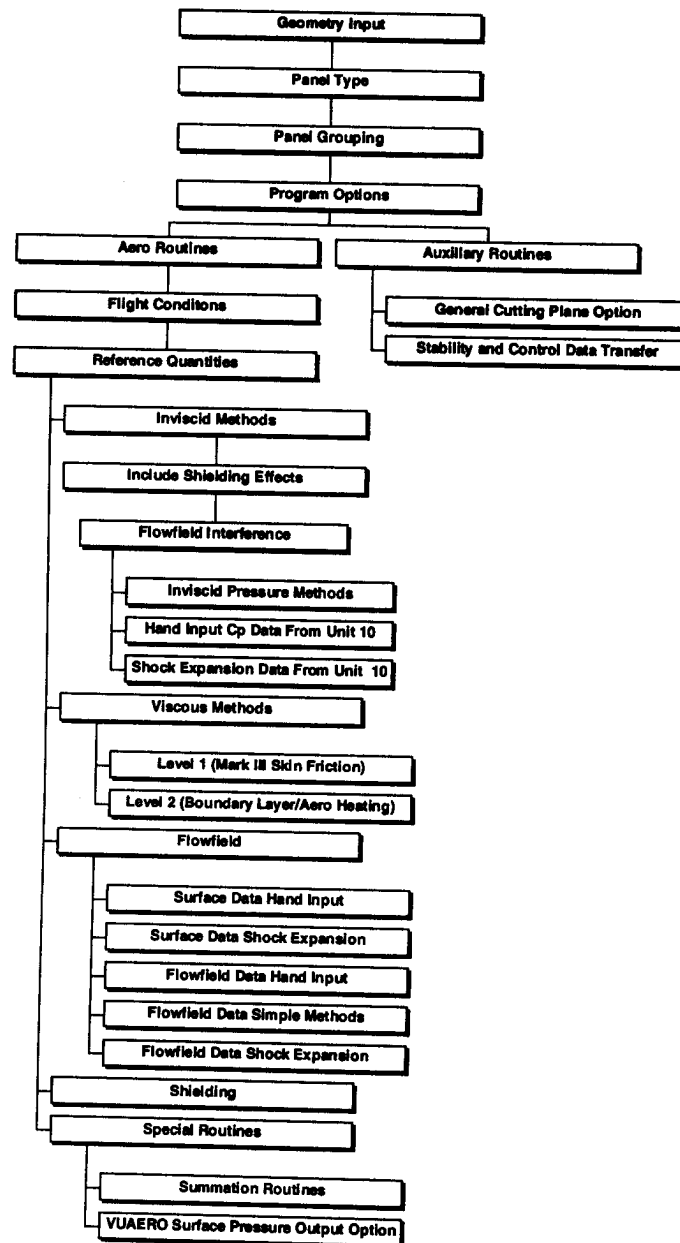 Geometry Input
Panel Type
Panel Grouping
Program Options
Aero Routines
Auxiliary Routines
Flight Conditons
General Cutting Plans Option
Reference Quantities
Stability and Control Data Transfer
Inviscid Methods
Include Shielding Effects
Flowfield Interference
Inviscid Pressure Methods
Hand Input Cp Data From Unit 10
Shock Expansion Data From Unit 10
Viscous Methods
Level 1 (Mark III Skin Friction)
Level 2 (Boundary Layer/Aero Heating)
Flowfield
Surface Data Hand Input
Surface Data Shock Expansion
Flowfield Data Hand Input
Flowfield Data Simple Methods
Flowfield Data Shock Expansion
Shielding
Special Routines
Summation Routines
VUAERO Surface Pressure Output Option